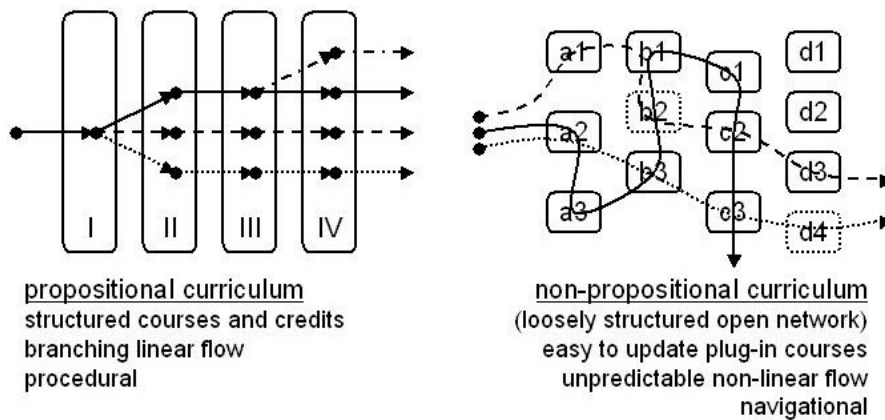 I II III IV
propositional curriculum
structured courses and credits
branching linear flow
procedural
a1 b1 c1 d1
b2 d2
a2 c2
b3 d3
a3 c3 d4
non-propositional curriculum
(loosely structured open network)
easy to update plug-in courses
unpredictable non-linear flow
navigational